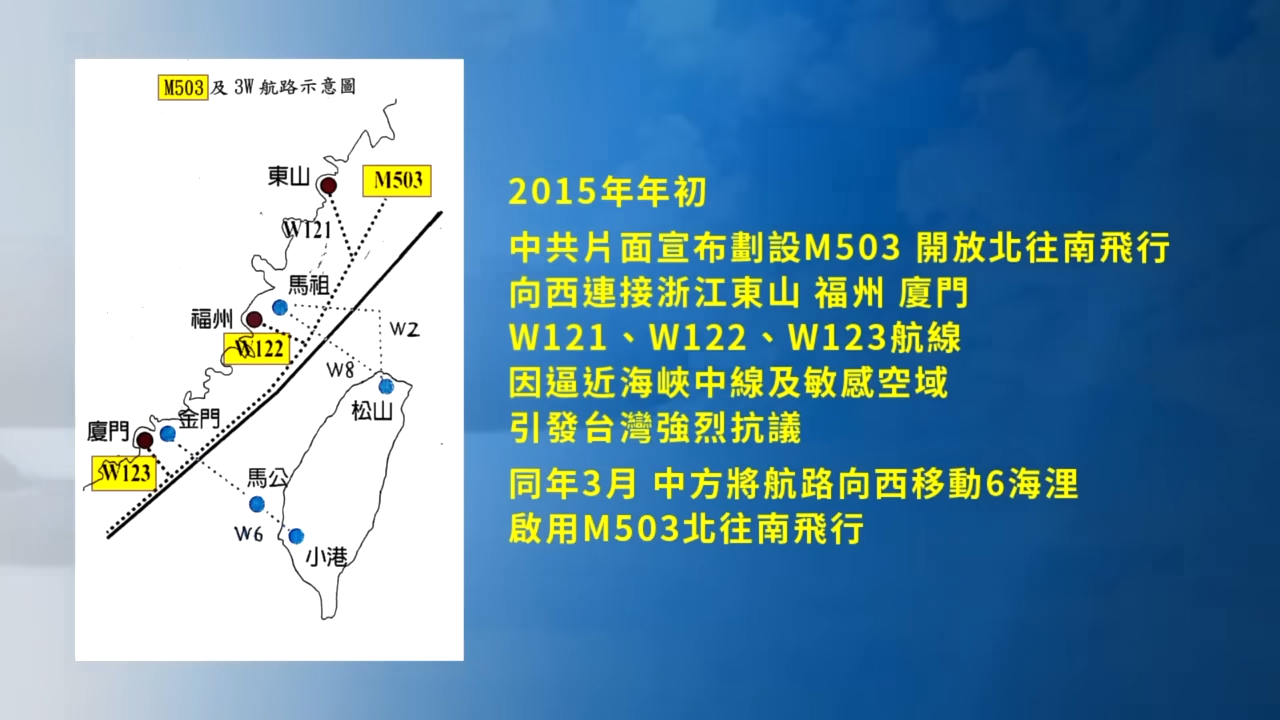 M503及 3W 航路示意圖
東山
M503
W121
馬祖
福州
W2
W122
W8
松山
金門
廈門
W123
馬公
W6
小港
2015年年初
中共片面宣布劃設M503 開放北往南飛行
向西連接浙江東山 福州 廈門
W121、W122、W123航線
因逼近海峽中線及敏感空域
引發台灣強烈抗議
同年3月 中方將航路向西移動6海浬
啟用M503北往南飛行